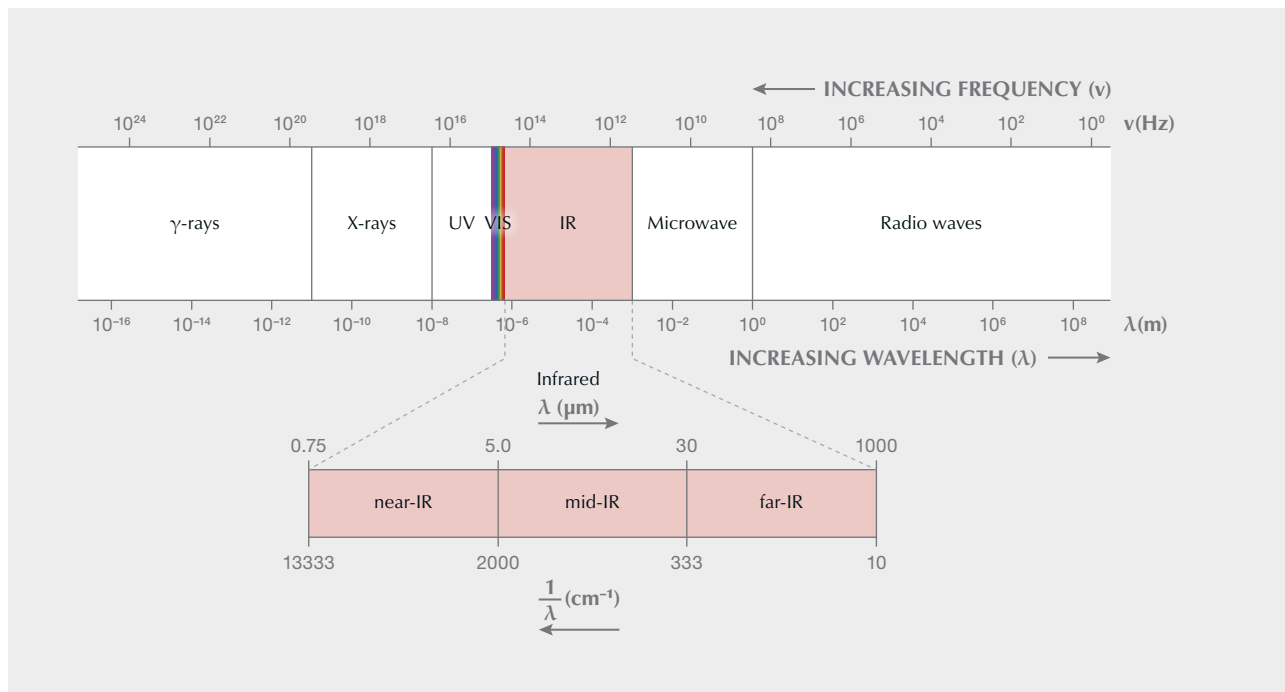 INCREASING FREQUENCY (ν)
10²⁴ 10²² 10²⁰ 10¹⁸ 10¹⁶ 10¹⁴ 10¹² 10¹⁰ 10⁸ 10⁶ 10⁴ 10² 10⁰ ν(Hz)
γ-rays X-rays UV VIS IR Microwave Radio waves
10⁻¹⁶ 10⁻¹⁴ 10⁻¹² 10⁻¹⁰ 10⁻⁸ 10⁻⁶ 10⁻⁴ 10⁻² 10⁰ 10² 10⁴ 10⁶ 10⁸ λ(m)
INCREASING WAVELENGTH (λ)
Infrared
λ (μm)
0.75 5.0 30 1000
near-IR mid-IR far-IR
13333 2000 333 10
1/λ (cm⁻¹)